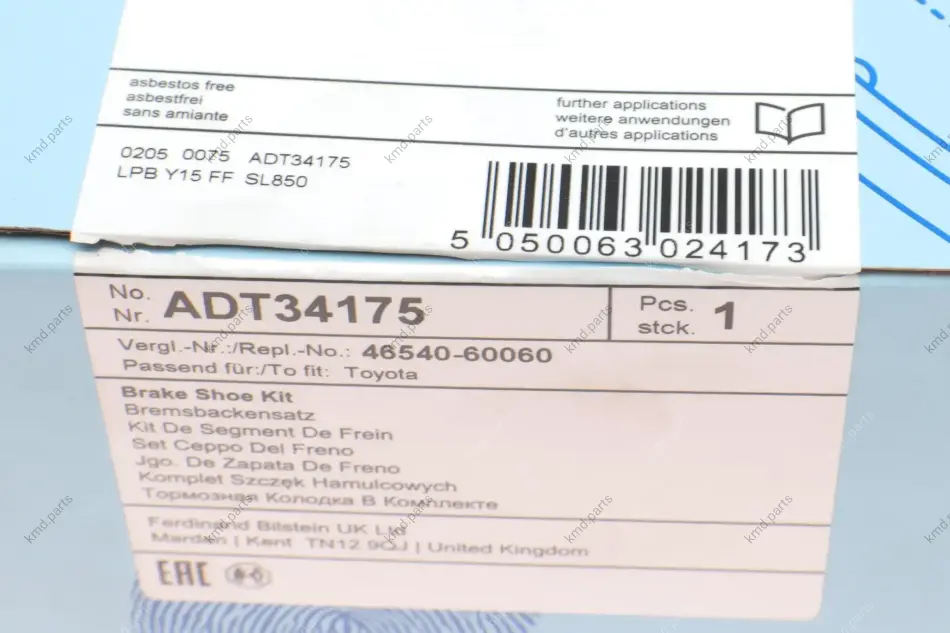 asbestos free
asbestfrei
sans amiante
further applications
weitere anwendungen
d'autres applications
0205 0075 ADT34175
LPB Y15 FF SL850
5 050063 024173
No.
Nr. ADT34175
Pcs.
stck. 1
Vergl.-Nr.:/Repl.-No.: 46540-60060
Passend für:/To fit: Toyota
Brake Shoe Kit
Bremsbackensatz
Kit De Segment De Frein
Set Ceppo Del Freno
Jgo. De Zapata De Freno
Komplet Szczęk Hamulcowych
Тормозная Колодка В Комплекте
Ferdinand Bilstein UK Ltd
Marden | Kent TN12 9QJ | United Kingdom
EAC
kmd.parts